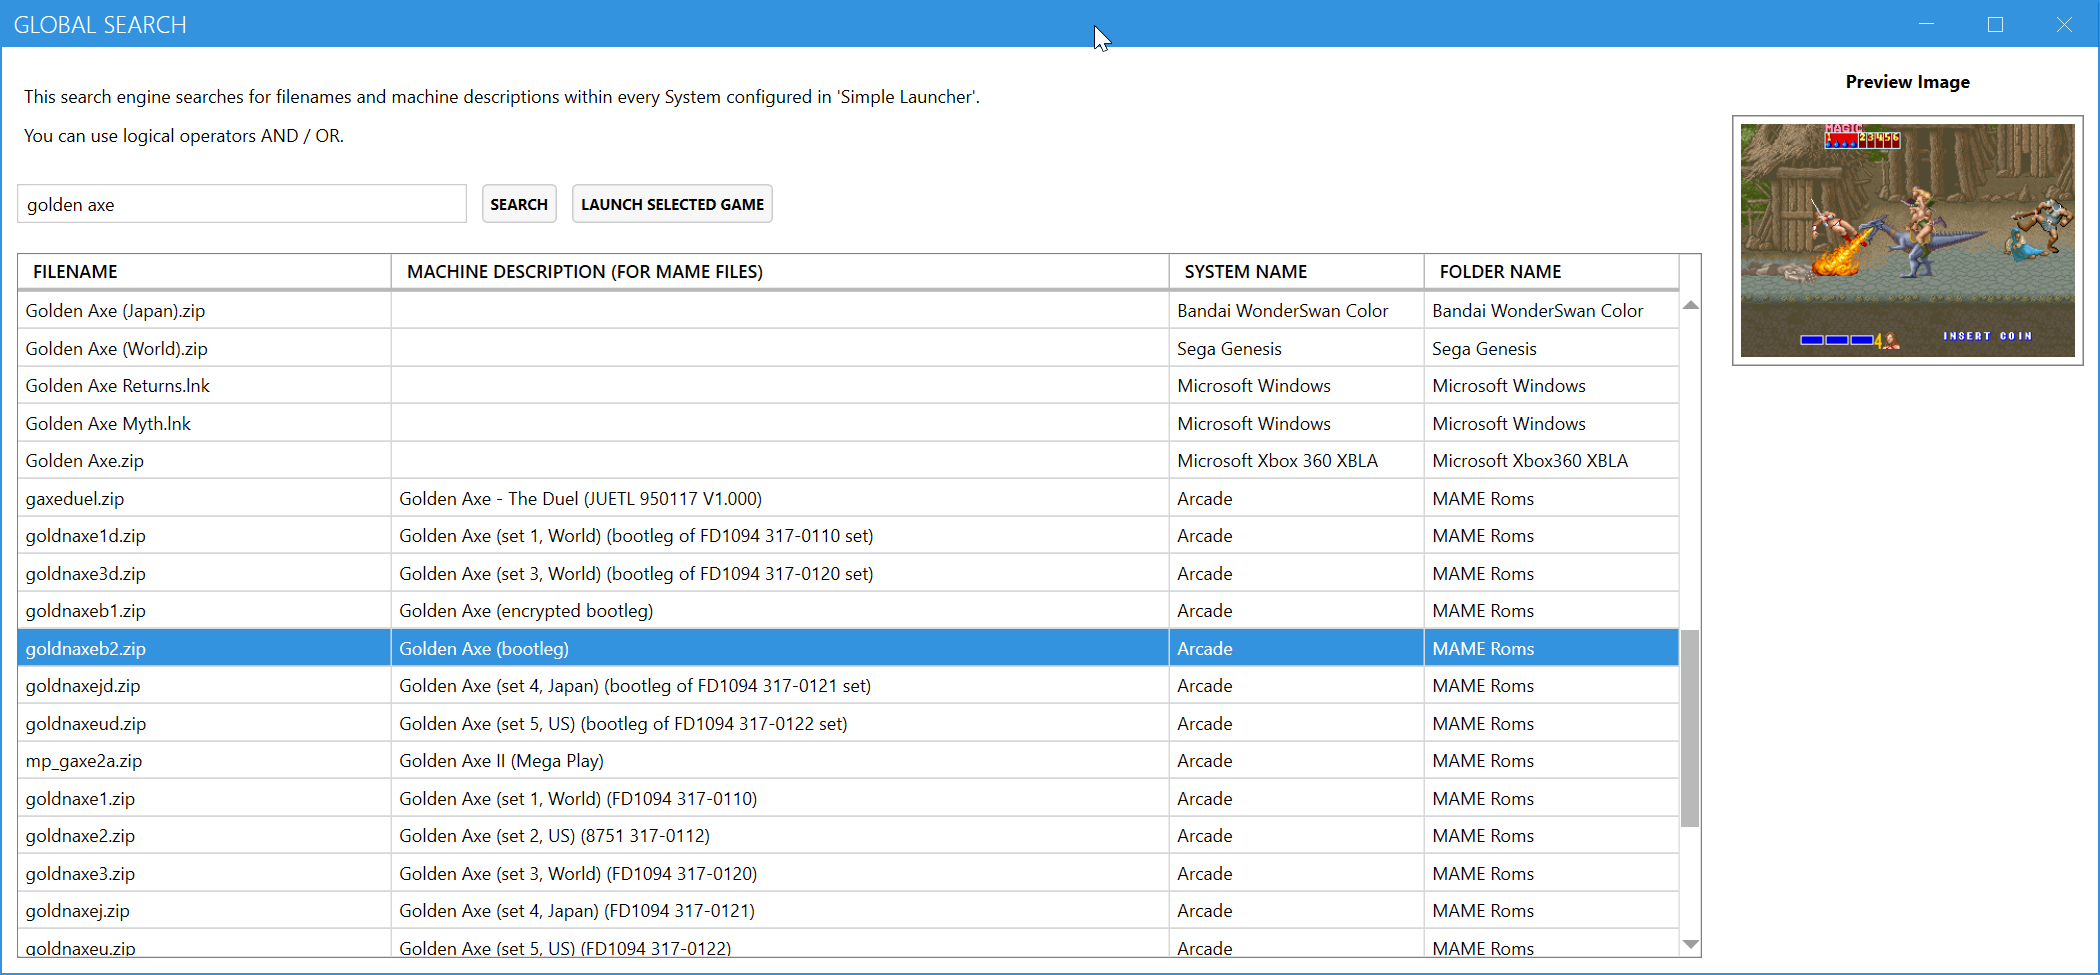 GLOBAL SEARCH
This search engine searches for filenames and machine descriptions within every System configured in 'Simple Launcher'.
You can use logical operators AND / OR.
golden axe SEARCH LAUNCH SELECTED GAME
Preview Image
MAGIC
1 2 3 4 5 6
4 INSERT COIN
FILENAME MACHINE DESCRIPTION (FOR MAME FILES) SYSTEM NAME FOLDER NAME
Golden Axe (Japan).zip Bandai WonderSwan Color Bandai WonderSwan Color
Golden Axe (World).zip Sega Genesis Sega Genesis
Golden Axe Returns.lnk Microsoft Windows Microsoft Windows
Golden Axe Myth.lnk Microsoft Windows Microsoft Windows
Golden Axe.zip Microsoft Xbox 360 XBLA Microsoft Xbox360 XBLA
gaxeduel.zip Golden Axe - The Duel (JUETL 950117 V1.000) Arcade MAME Roms
goldnaxe1d.zip Golden Axe (set 1, World) (bootleg of FD1094 317-0110 set) Arcade MAME Roms
goldnaxe3d.zip Golden Axe (set 3, World) (bootleg of FD1094 317-0120 set) Arcade MAME Roms
goldnaxeb1.zip Golden Axe (encrypted bootleg) Arcade MAME Roms
goldnaxeb2.zip Golden Axe (bootleg) Arcade MAME Roms
goldnaxejd.zip Golden Axe (set 4, Japan) (bootleg of FD1094 317-0121 set) Arcade MAME Roms
goldnaxeud.zip Golden Axe (set 5, US) (bootleg of FD1094 317-0122 set) Arcade MAME Roms
mp_gaxe2a.zip Golden Axe II (Mega Play) Arcade MAME Roms
goldnaxe1.zip Golden Axe (set 1, World) (FD1094 317-0110) Arcade MAME Roms
goldnaxe2.zip Golden Axe (set 2, US) (8751 317-0112) Arcade MAME Roms
goldnaxe3.zip Golden Axe (set 3, World) (FD1094 317-0120) Arcade MAME Roms
goldnaxej.zip Golden Axe (set 4, Japan) (FD1094 317-0121) Arcade MAME Roms
goldnaxeu.zip Golden Axe (set 5, US) (FD1094 317-0122) Arcade MAME Roms